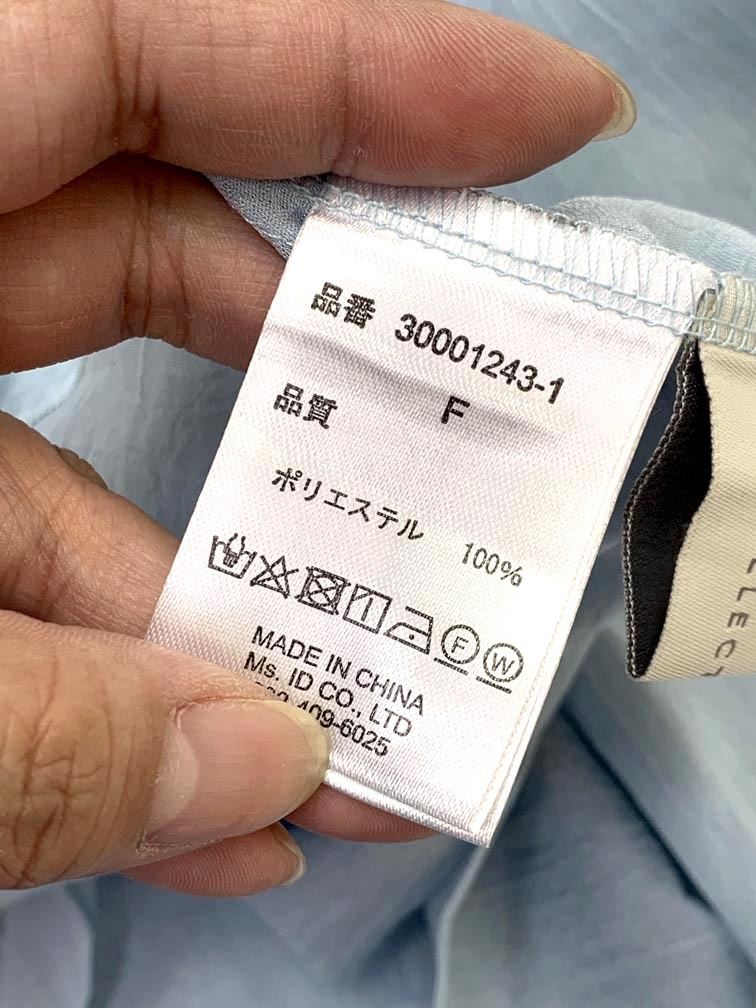 品番 30001243-1
品質 F
ポリエステル 100%
F W
MADE IN CHINA
Ms. ID CO., LTD
409-6025
LLECT